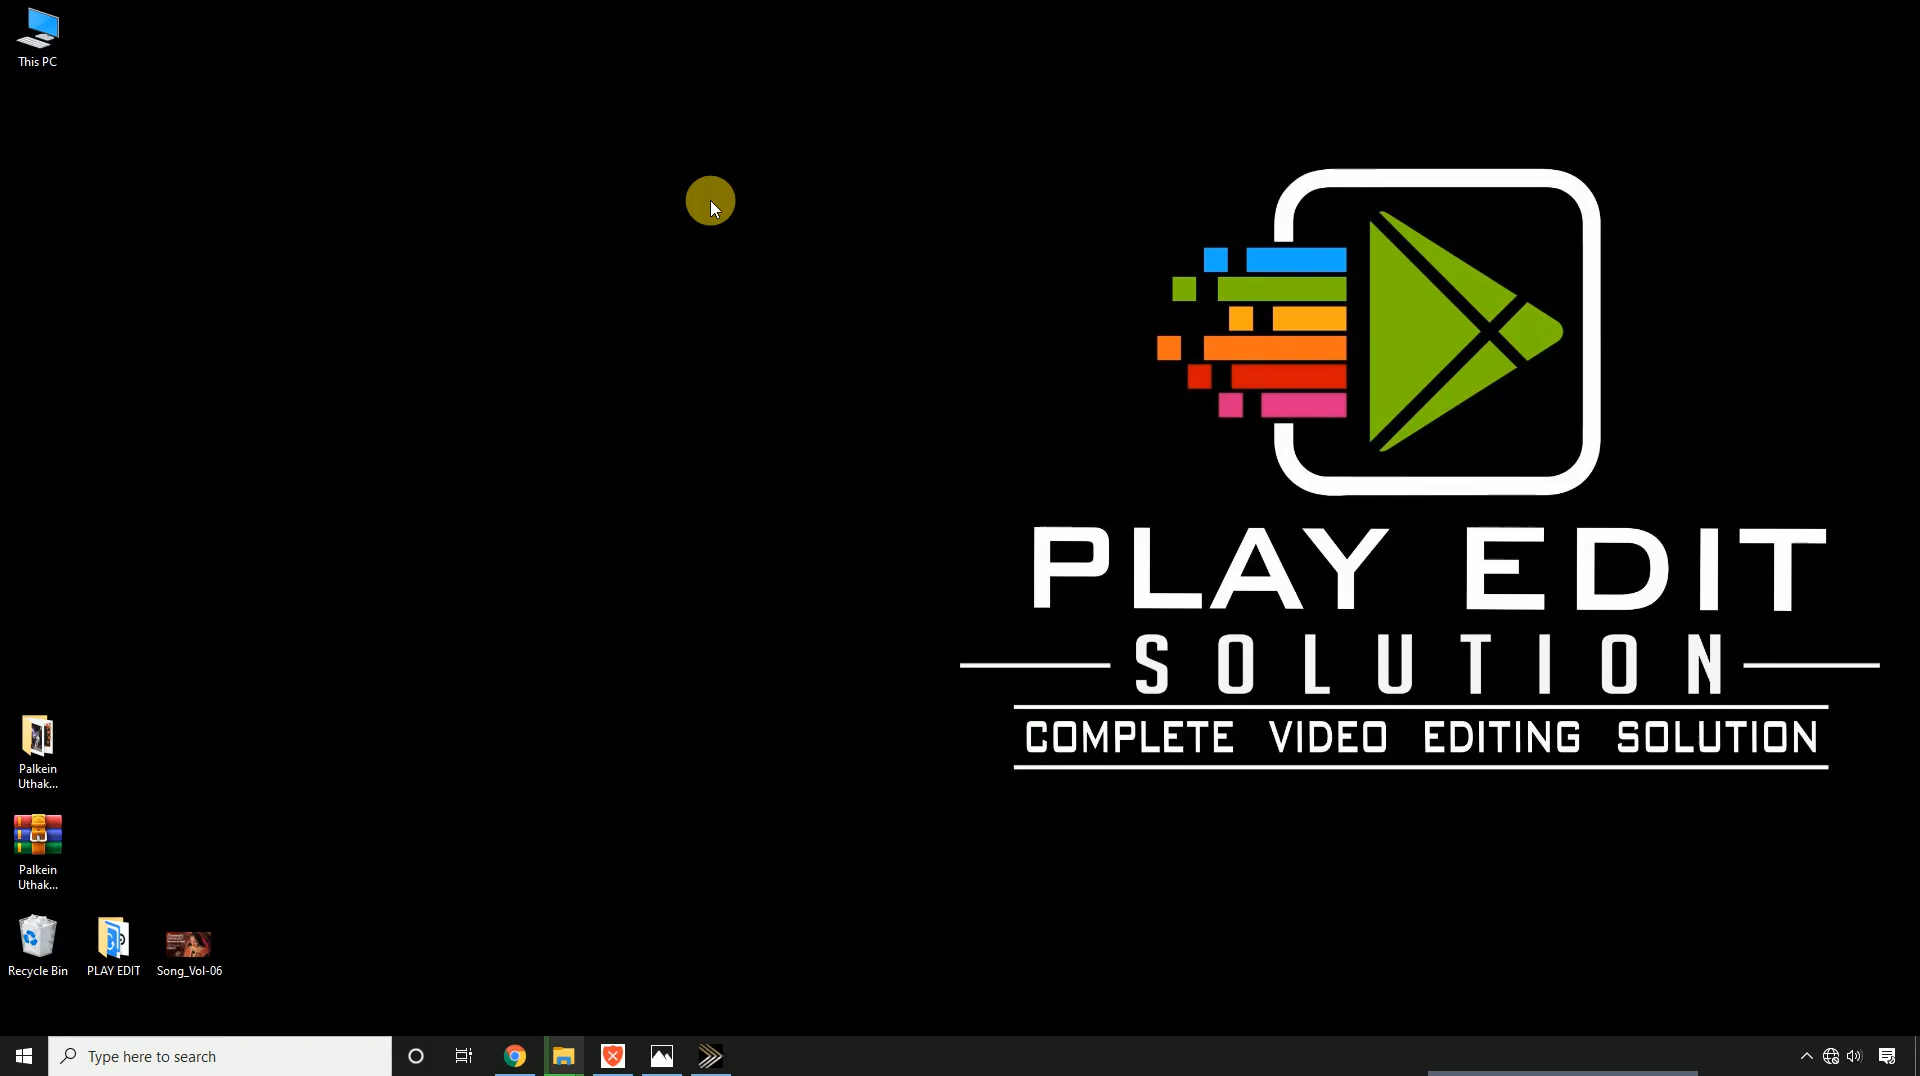 This PC
PLAY EDIT
SOLUTION
COMPLETE VIDEO EDITING SOLUTION
Palkein
Uthak...
Palkein
Uthak...
Recycle Bin
PLAY EDIT
Song_Vol-06
Type here to search